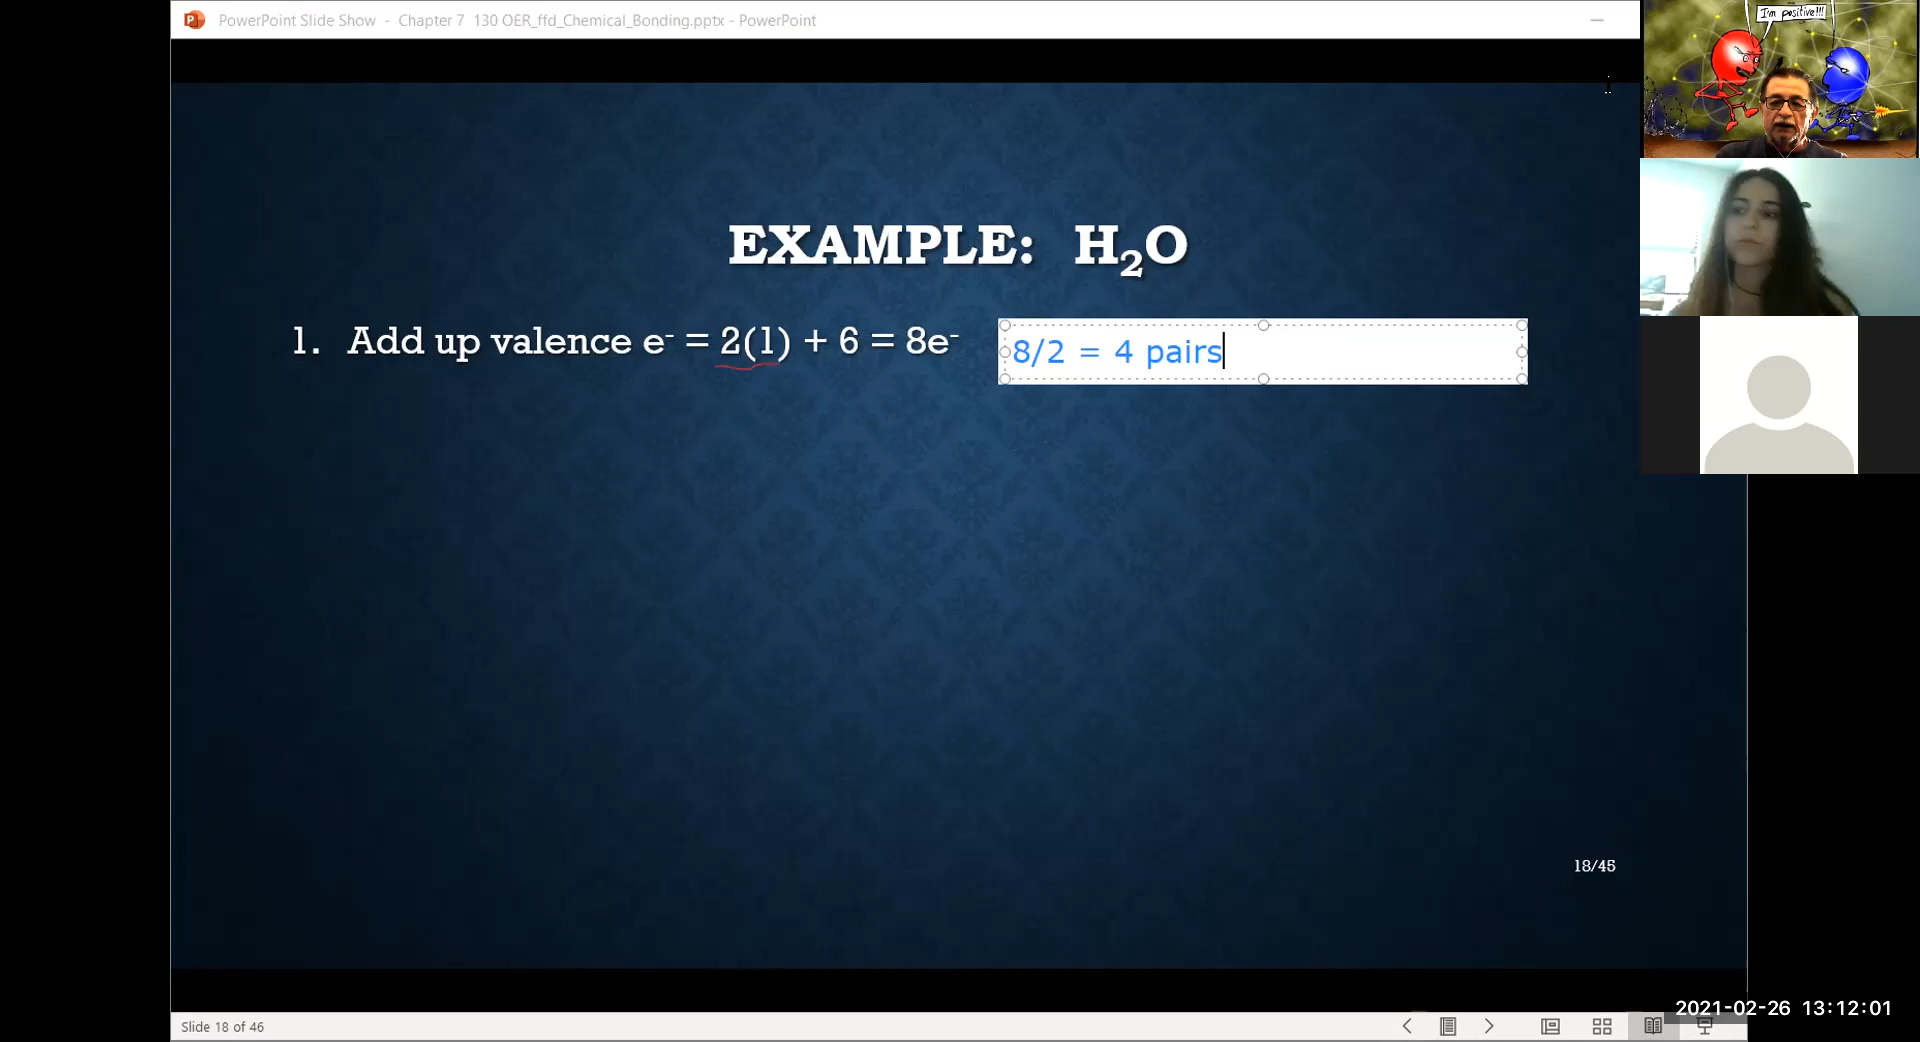 PowerPoint Slide Show - Chapter 7 130 OER_ffd_Chemical_Bonding.pptx - PowerPoint
I'm positive!!!
EXAMPLE: H₂O
1. Add up valence e⁻ = 2(1) + 6 = 8e⁻
8/2 = 4 pairs
18/45
2021-02-26 13:12:01
Slide 18 of 46